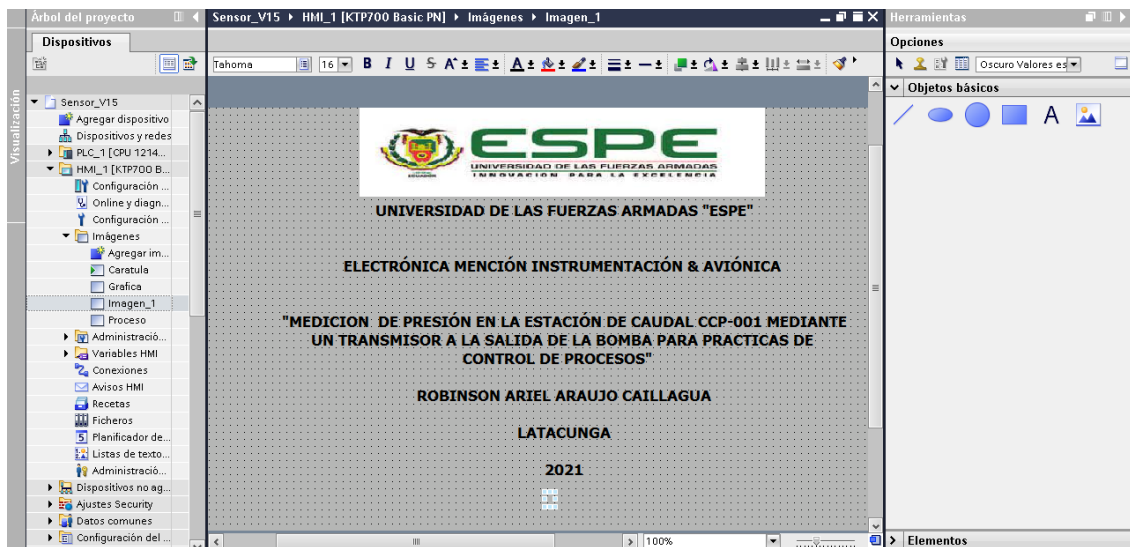 Árbol del proyecto
Sensor_V15 ▸ HMI_1 [KTP700 Basic PN] ▸ Imágenes ▸ Imagen_1
Herramientas
Dispositivos
Opciones
Tahoma
16
B I U S A
Oscuro Valores es
Visualización
Objetos básicos
A
Sensor_V15
Agregar dispositivo
Dispositivos y redes
PLC_1 [CPU 1214...
HMI_1 [KTP700 B...
Configuración ...
Online y diagn...
Configuración ...
Imágenes
Agregar im...
Caratula
Grafica
Imagen_1
Proceso
Administració...
Variables HMI
Conexiones
Avisos HMI
Recetas
Ficheros
Planificador de...
Listas de texto...
Administració...
Dispositivos no ag...
Ajustes Security
Datos comunes
Configuración del ...
ESPE
UNIVERSIDAD DE LAS FUERZAS ARMADAS
INNOVACION PARA LA EXCELENCIA
ECUADOR
UNIVERSIDAD DE LAS FUERZAS ARMADAS "ESPE"
ELECTRÓNICA MENCIÓN INSTRUMENTACIÓN & AVIÓNICA
"MEDICION DE PRESIÓN EN LA ESTACIÓN DE CAUDAL CCP-001 MEDIANTE
UN TRANSMISOR A LA SALIDA DE LA BOMBA PARA PRACTICAS DE
CONTROL DE PROCESOS"
ROBINSON ARIEL ARAUJO CAILLAGUA
LATACUNGA
2021
100%
Elementos